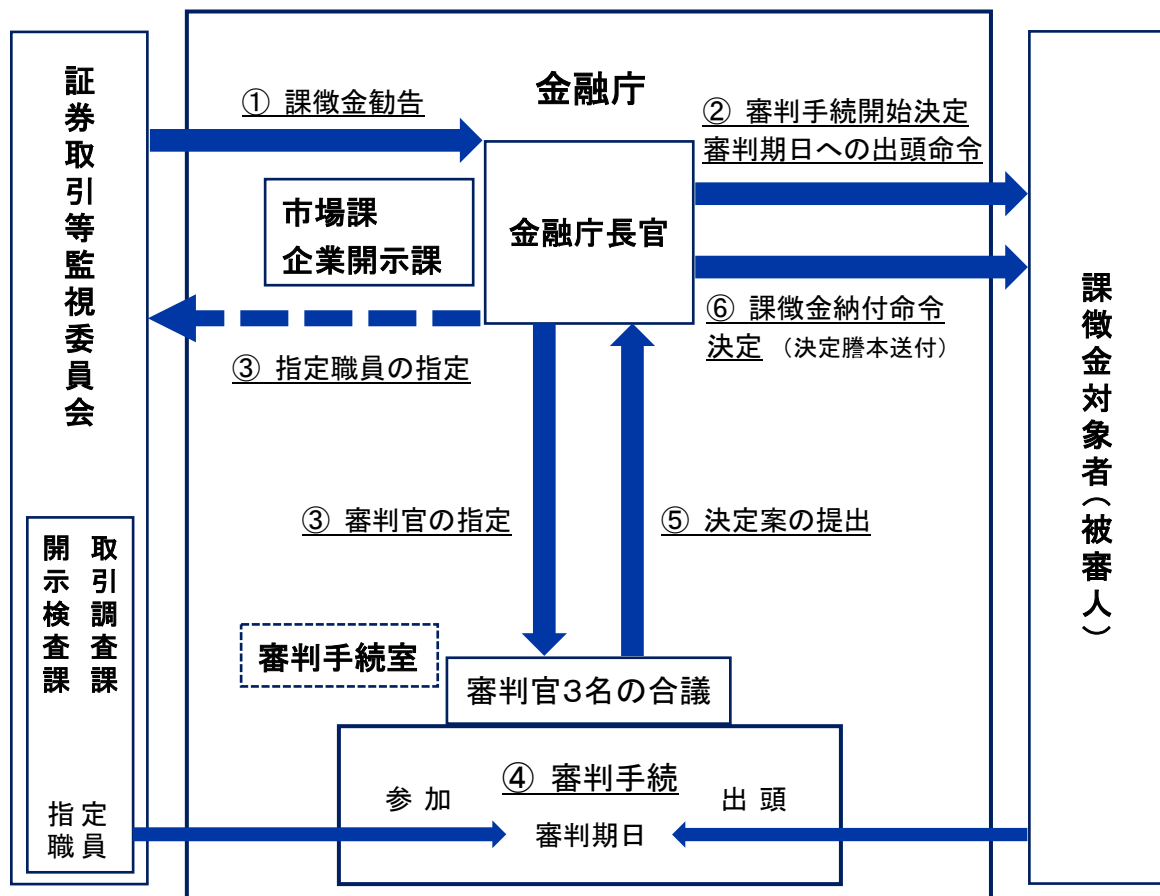 証券取引等監視委員会
① 課徴金勧告
金融庁
② 審判手続開始決定
審判期日への出頭命令
市場課
企業開示課
金融庁長官
⑥ 課徴金納付命令
決定 （決定謄本送付）
③ 指定職員の指定
課徴金対象者（被審人）
③ 審判官の指定
⑤ 決定案の提出
取引調査課
開示検査課
審判手続室
審判官３名の合議
④ 審判手続
参 加
出 頭
審判期日
指定
職員